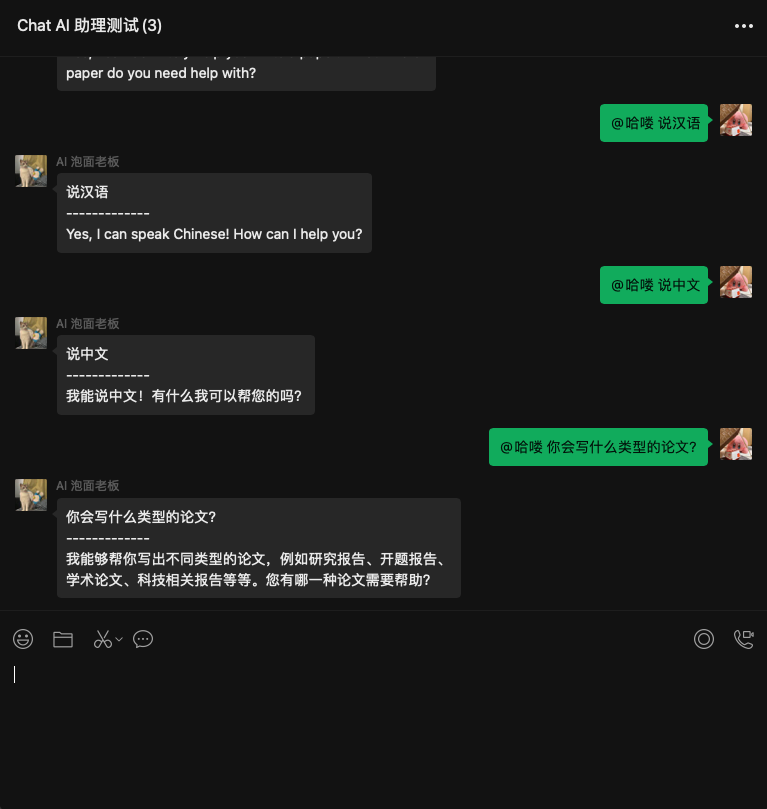 Chat AI 助理测试 (3)
paper do you need help with?
@哈喽 说汉语
AI 泡面老板
说汉语
-------------
Yes, I can speak Chinese! How can I help you?
@哈喽 说中文
AI 泡面老板
说中文
-------------
我能说中文！有什么我可以帮您的吗?
@哈喽 你会写什么类型的论文?
AI 泡面老板
你会写什么类型的论文?
-------------
我能够帮你写出不同类型的论文，例如研究报告、开题报告、
学术论文、科技相关报告等等。您有哪一种论文需要帮助?